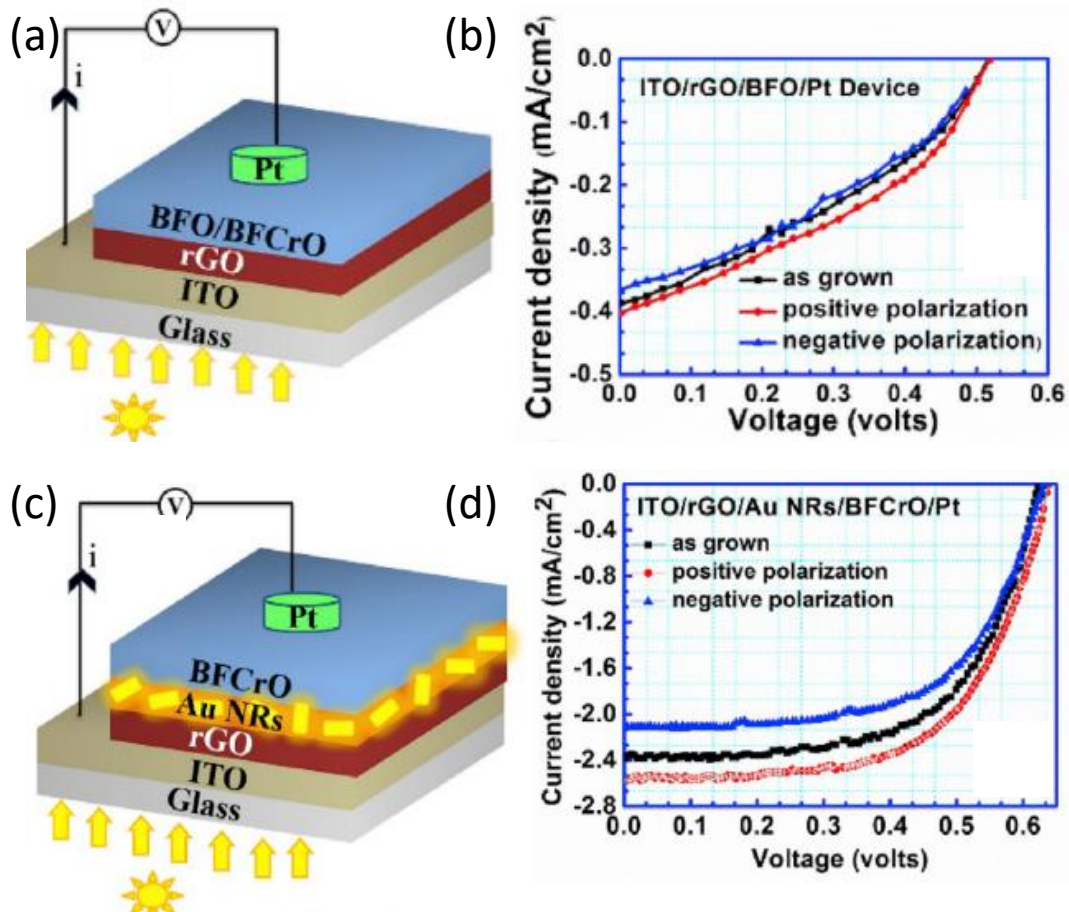 (a)
V
i
Pt
BFO/BFCrO
rGO
ITO
Glass
(b)
ITO/rGO/BFO/Pt Device
as grown
positive polarization
negative polarization)
0.0
-0.1
-0.2
-0.3
-0.4
-0.5
Current density (mA/cm2)
0.0 0.1 0.2 0.3 0.4 0.5 0.6
Voltage (volts)
(c)
V
i
Pt
BFCrO
Au NRs
rGO
ITO
Glass
(d)
ITO/rGO/Au NRs/BFCrO/Pt
as grown
positive polarization
negative polarization
0.0
-0.4
-0.8
-1.2
-1.6
-2.0
-2.4
-2.8
Current density (mA/cm²)
0.0 0.1 0.2 0.3 0.4 0.5 0.6
Voltage (volts)